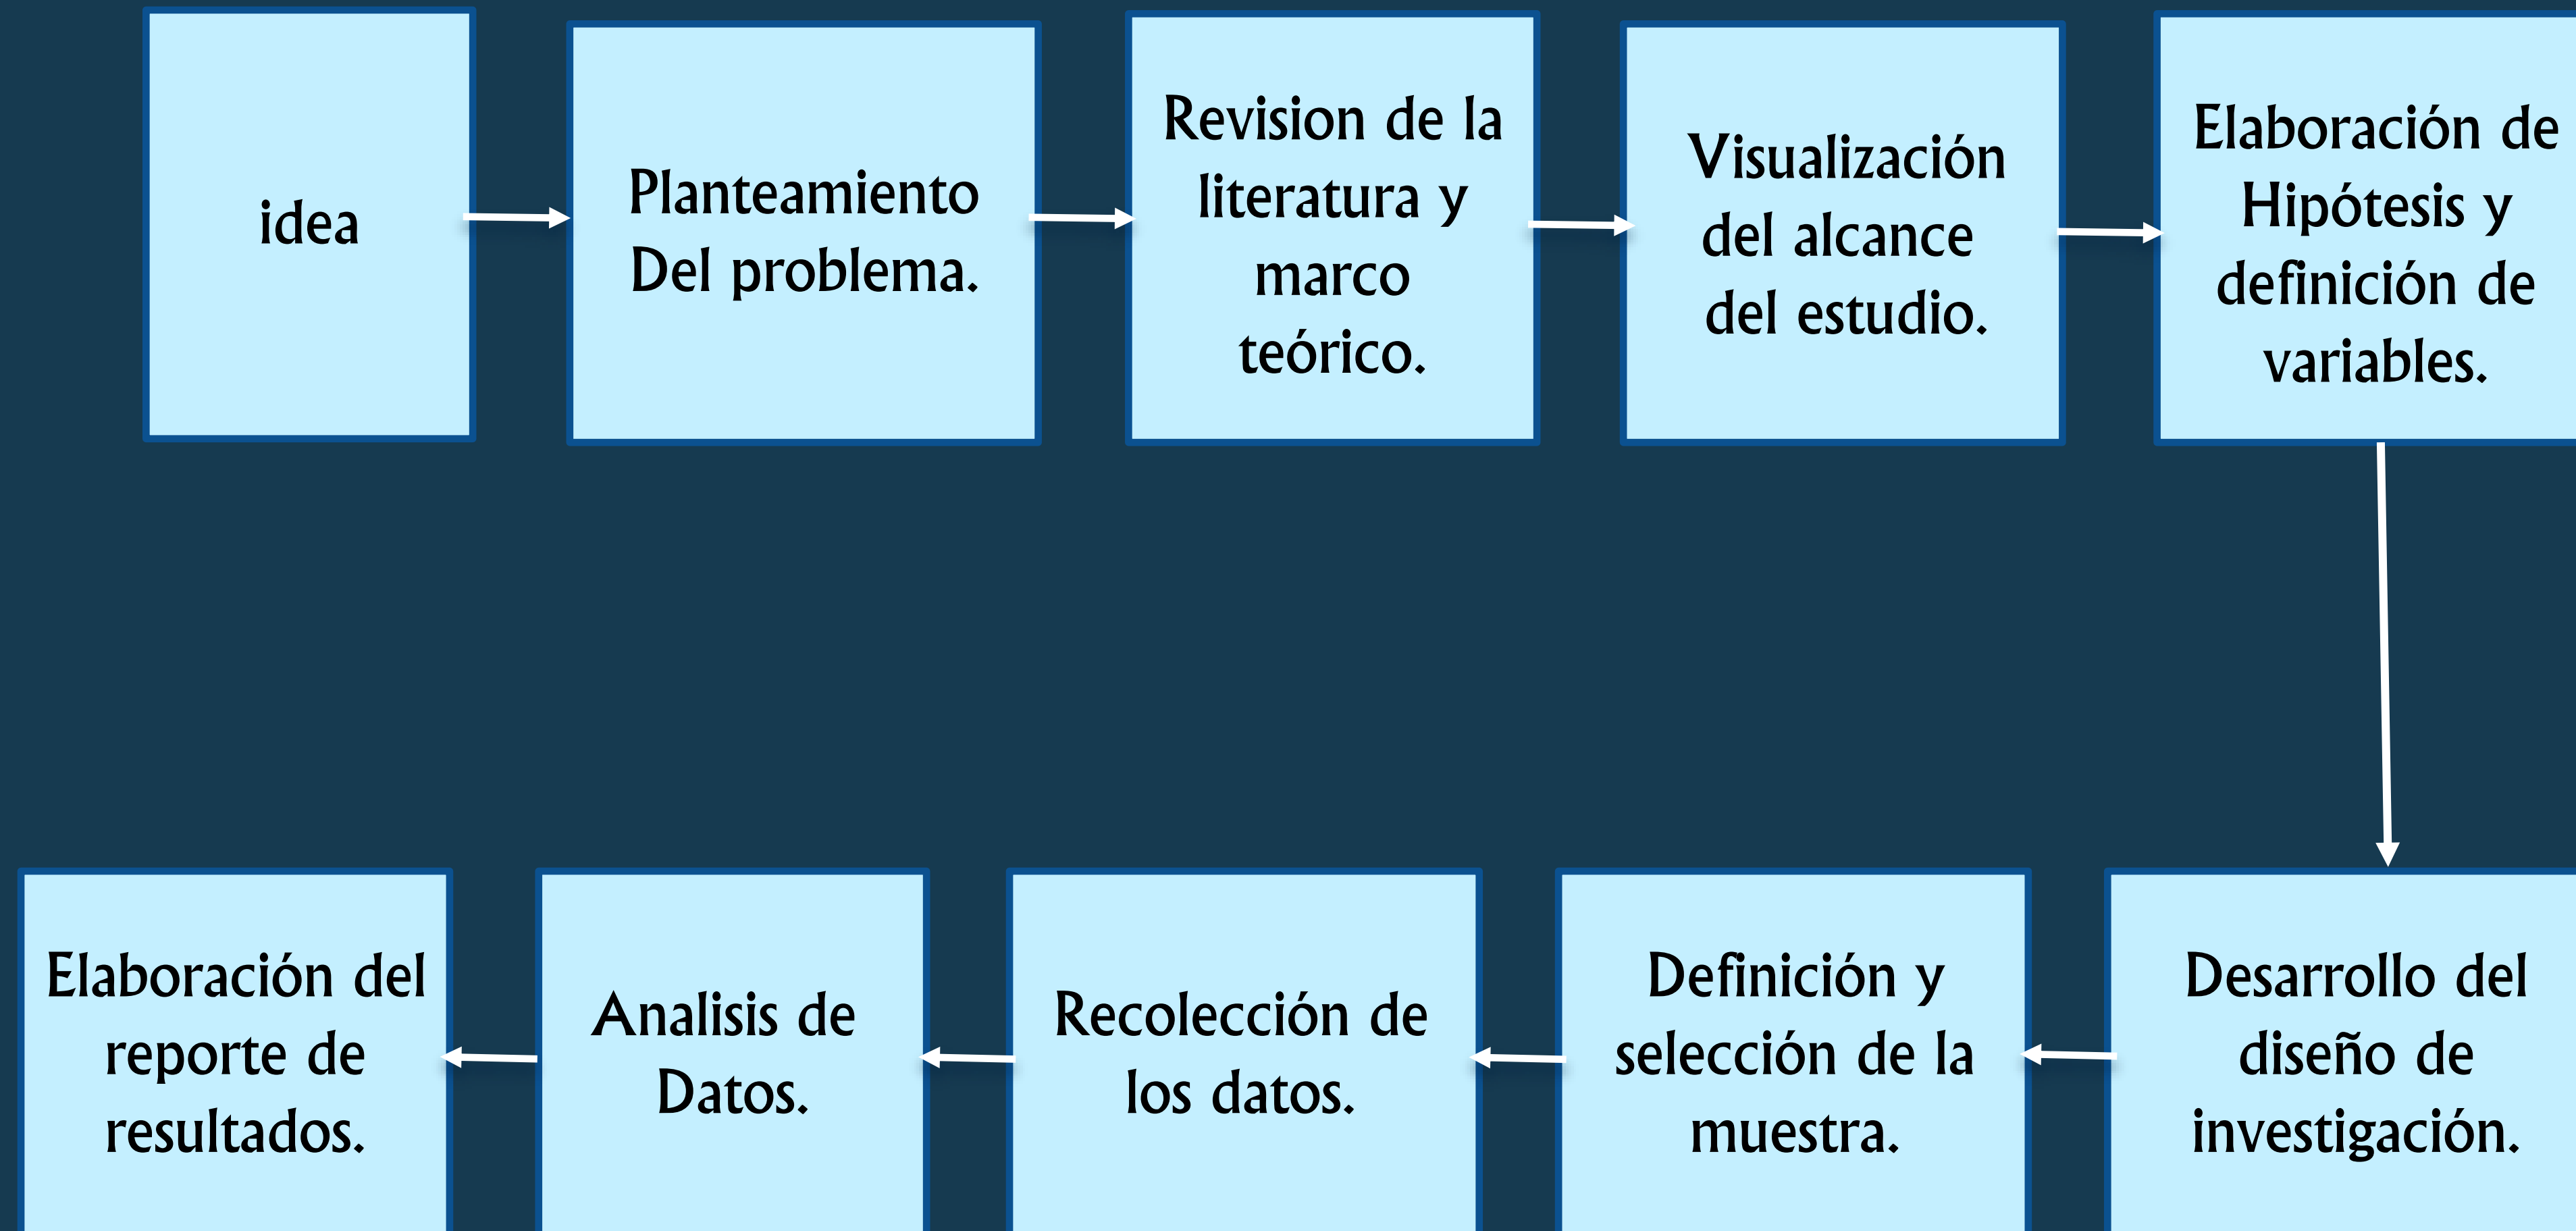 idea
Planteamiento
Del problema.
Revision de la
literatura y
marco
teórico.
Visualización
del alcance
del estudio.
Elaboración de
Hipótesis y
definición de
variables.
Desarrollo del
diseño de
investigación.
Definición y
selección de la
muestra.
Recolección de
los datos.
Analisis de
Datos.
Elaboración del
reporte de
resultados.